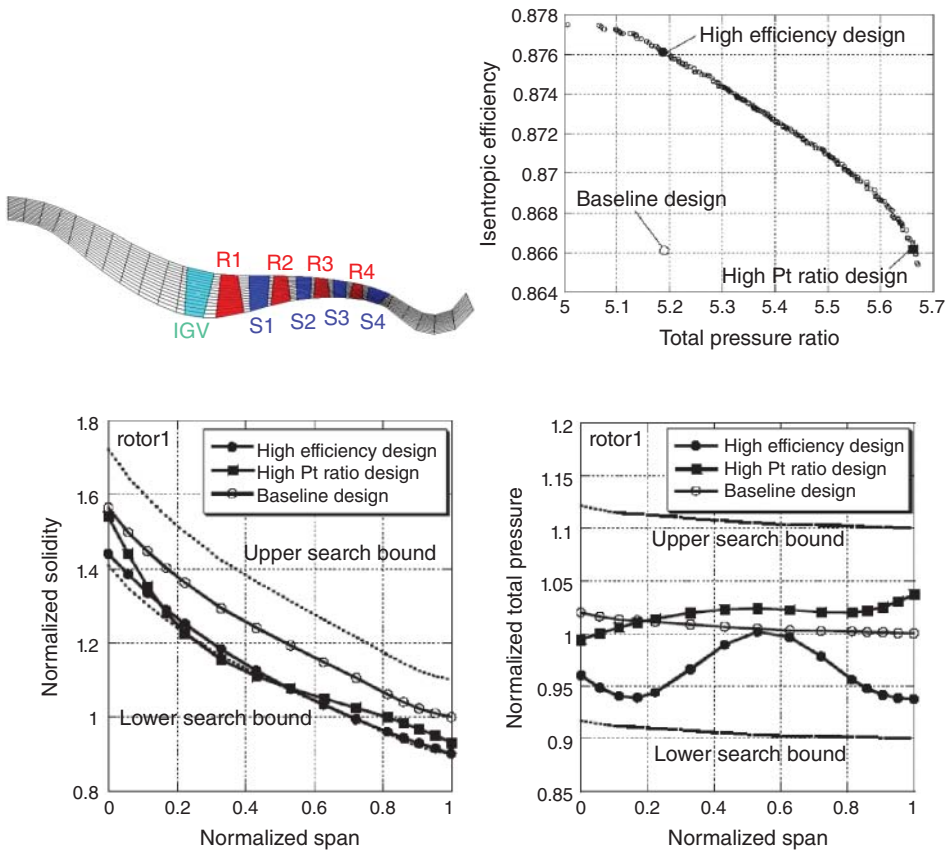 R1
R2
R3
R4
IGV
S1
S2
S3
S4
0.878
0.876
0.874
0.872
0.87
0.868
0.866
0.864
Isentropic efficiency
High efficiency design
Baseline design
High Pt ratio design
5
5.1
5.2
5.3
5.4
5.5
5.6
5.7
Total pressure ratio
1.8
1.6
1.4
1.2
1
0.8
Normalized solidity
rotor1
High efficiency design
High Pt ratio design
Baseline design
Upper search bound
Lower search bound
0
0.2
0.4
0.6
0.8
1
Normalized span
1.2
1.15
1.1
1.05
1
0.95
0.9
0.85
Normalized total pressure
rotor1
High efficiency design
High Pt ratio design
Baseline design
Upper search bound
Lower search bound
0
0.2
0.4
0.6
0.8
1
Normalized span